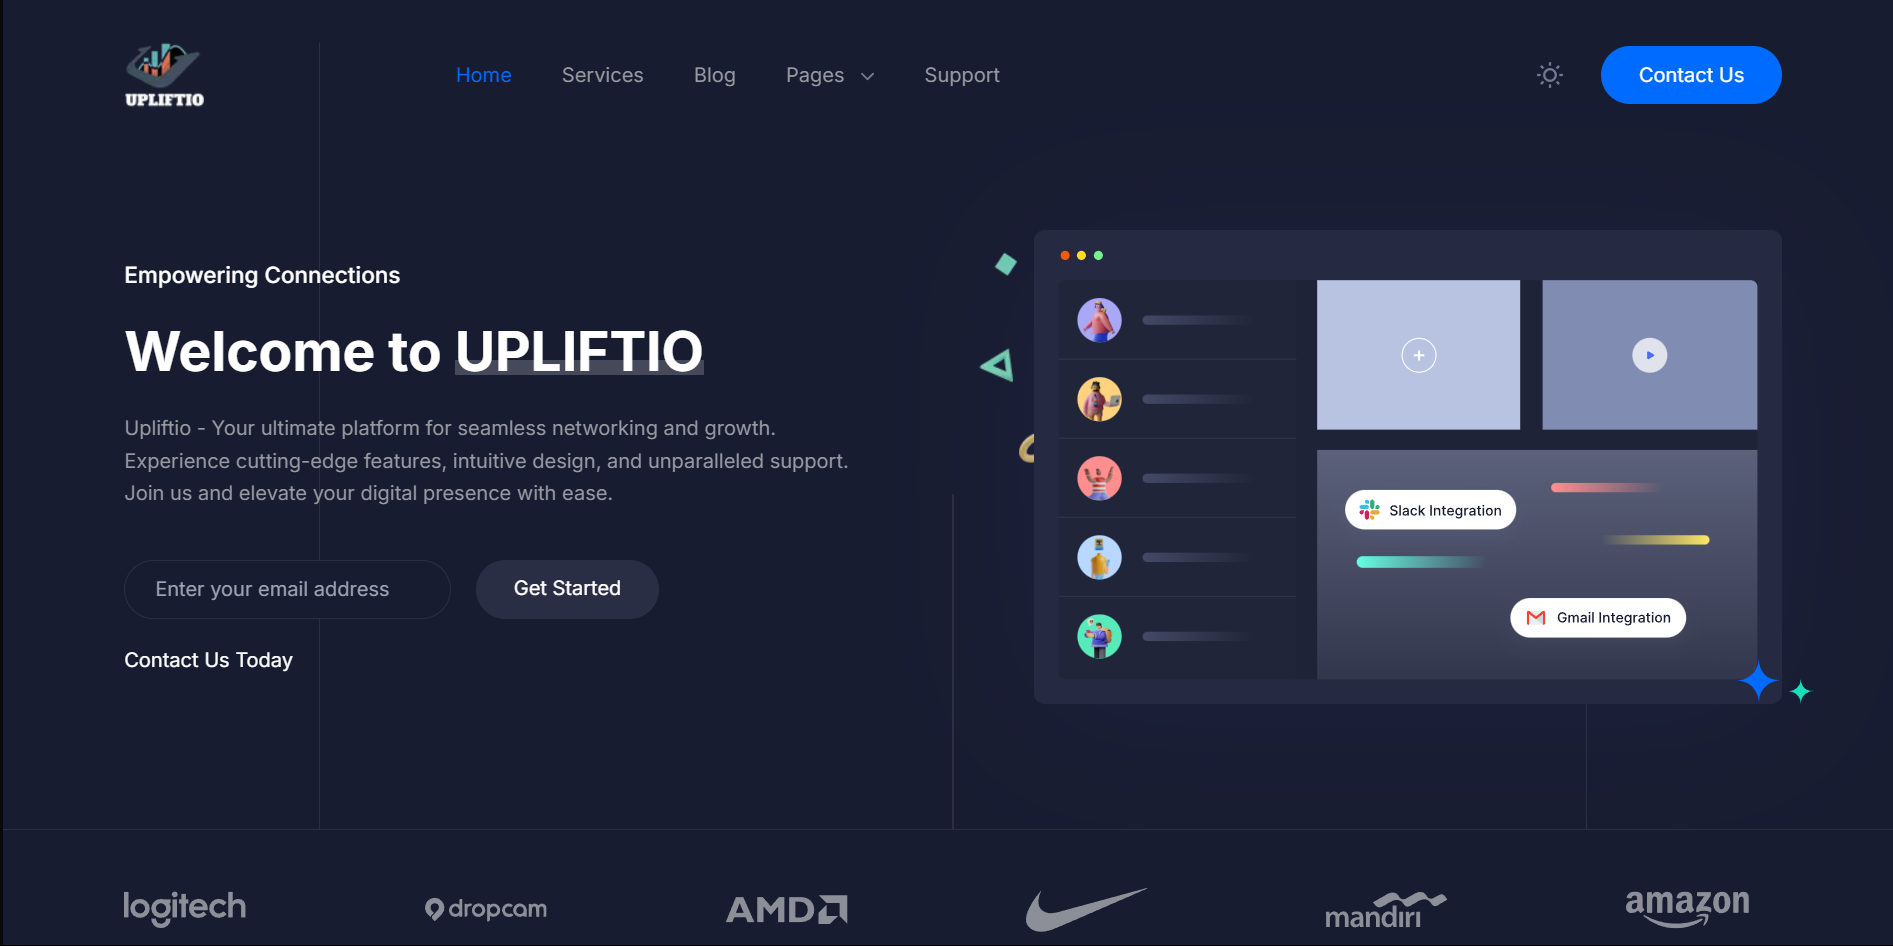 UPLIFTIO
Home
Services
Blog
Pages
Support
Contact Us
Empowering Connections
Welcome to UPLIFTIO
Upliftio - Your ultimate platform for seamless networking and growth.
Experience cutting-edge features, intuitive design, and unparalleled support.
Join us and elevate your digital presence with ease.
Enter your email address
Get Started
Contact Us Today
Slack Integration
Gmail Integration
logitech
dropcam
AMD
mandiri
amazon